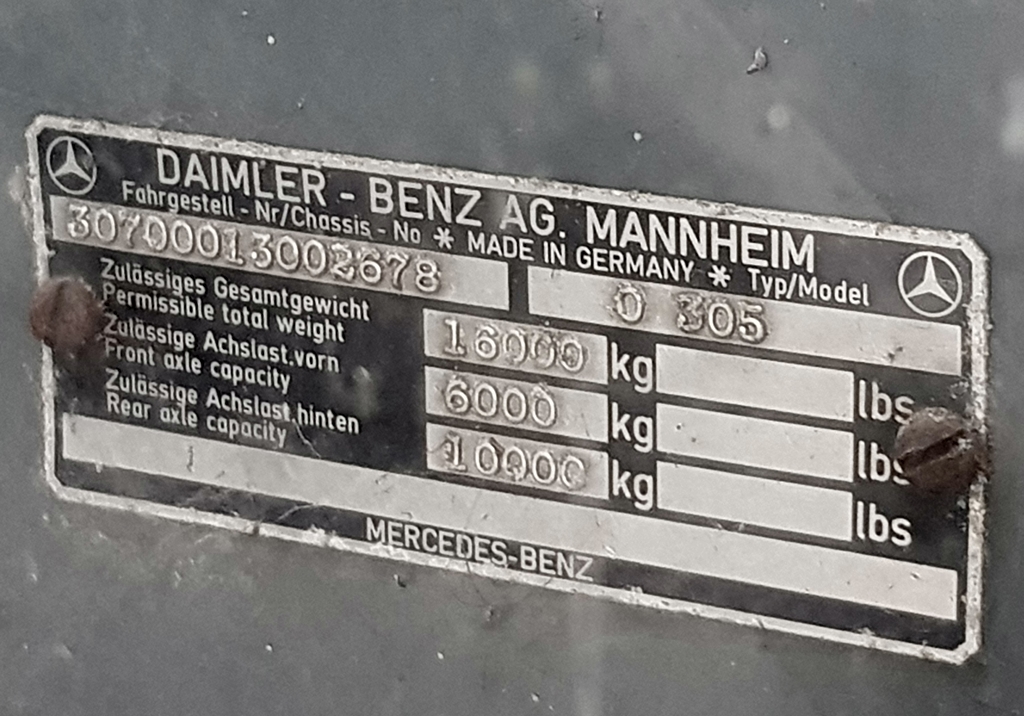 DAIMLER - BENZ AG. MANNHEIM
Fahrgestell - Nr/Chassis - No * MADE IN GERMANY * Typ/Model
30700013002678 O 305
Zulässiges Gesamtgewicht
Permissible total weight
16000 kg lbs
Zulässige Achslast.vorn
Front axle capacity
6000 kg lbs
Zulässige Achslast.hinten
Rear axle capacity
10000 kg lbs
MERCEDES-BENZ